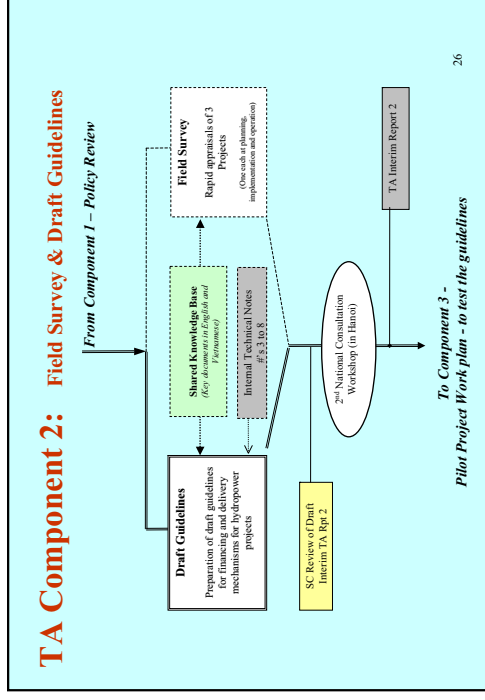 TA Component 2: Field Survey & Draft Guidelines
From Component 1 – Policy Review
Draft Guidelines
Preparation of draft guidelines
for financing and delivery
mechanisms for hydropower
projects
Shared Knowledge Base
(Key documents in English and
Vietnamese)
Internal Technical Notes
#'s 3 to 8
Field Survey
Rapid appraisals of 3
Projects
(One each at planning,
implementation and operation)
SC Review of Draft
Interim TA Rpt 2
2nd National Consultation
Workshop (in Hanoi)
TA Interim Report 2
To Component 3 -
Pilot Project Work plan - to test the guidelines
26